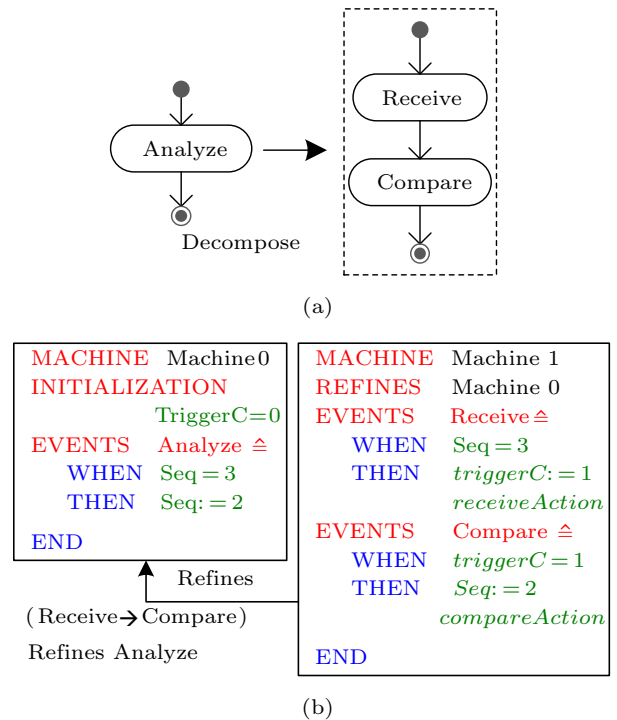 Receive
Analyze
Compare
Decompose
(a)
MACHINE Machine0
INITIALIZATION
TriggerC=0
EVENTS Analyze ≙
WHEN Seq=3
THEN Seq:=2
END
MACHINE Machine 1
REFINES Machine 0
EVENTS Receive≙
WHEN Seq=3
THEN triggerC:=1
receiveAction
EVENTS Compare ≙
WHEN triggerC=1
THEN Seq:=2
compareAction
END
Refines
(Receive→Compare)
Refines Analyze
(b)